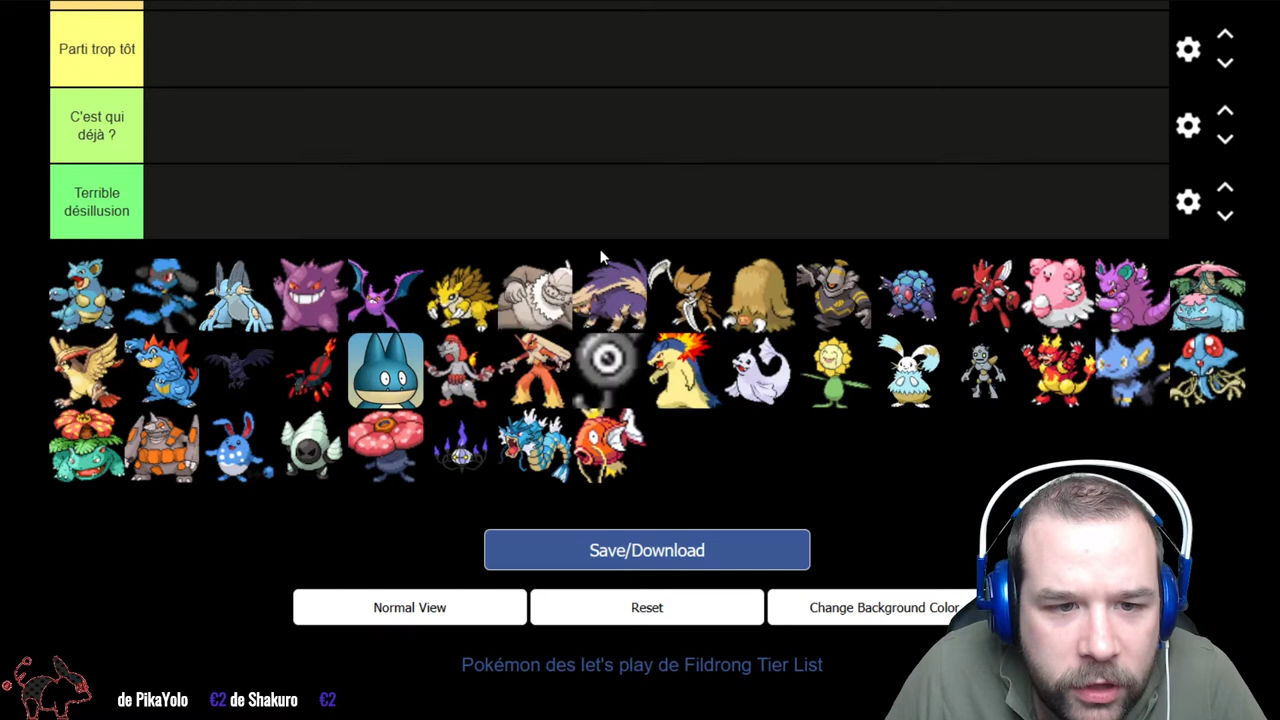 Parti trop tôt
C'est qui
déjà ?
Terrible
désillusion
Save/Download
Normal View
Reset
Change Background Color
Pokémon des let's play de Fildrong Tier List
de PikaYolo €2 de Shakuro €2